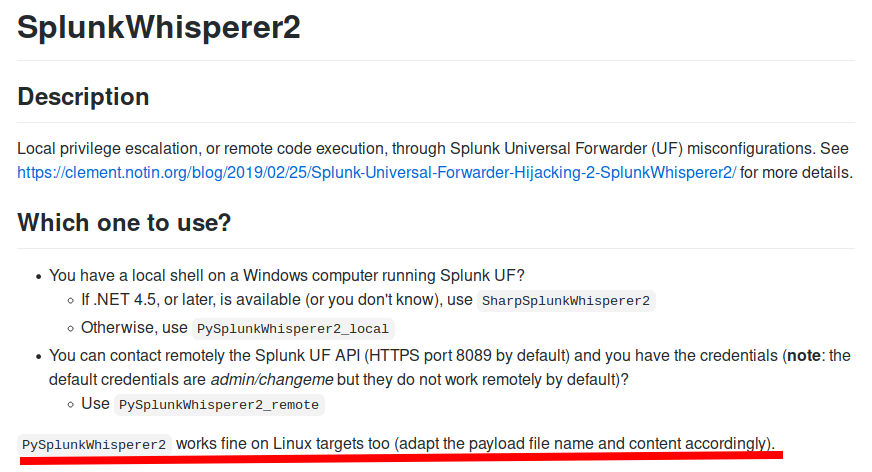 SplunkWhisperer2
Description
Local privilege escalation, or remote code execution, through Splunk Universal Forwarder (UF) misconfigurations. See
https://clement.notin.org/blog/2019/02/25/Splunk-Universal-Forwarder-Hijacking-2-SplunkWhisperer2/ for more details.
Which one to use?
• You have a local shell on a Windows computer running Splunk UF?
◦ If .NET 4.5, or later, is available (or you don't know), use SharpSplunkWhisperer2
◦ Otherwise, use PySplunkWhisperer2_local
• You can contact remotely the Splunk UF API (HTTPS port 8089 by default) and you have the credentials (note: the
default credentials are admin/changeme but they do not work remotely by default)?
◦ Use PySplunkWhisperer2_remote
PySplunkWhisperer2 works fine on Linux targets too (adapt the payload file name and content accordingly).